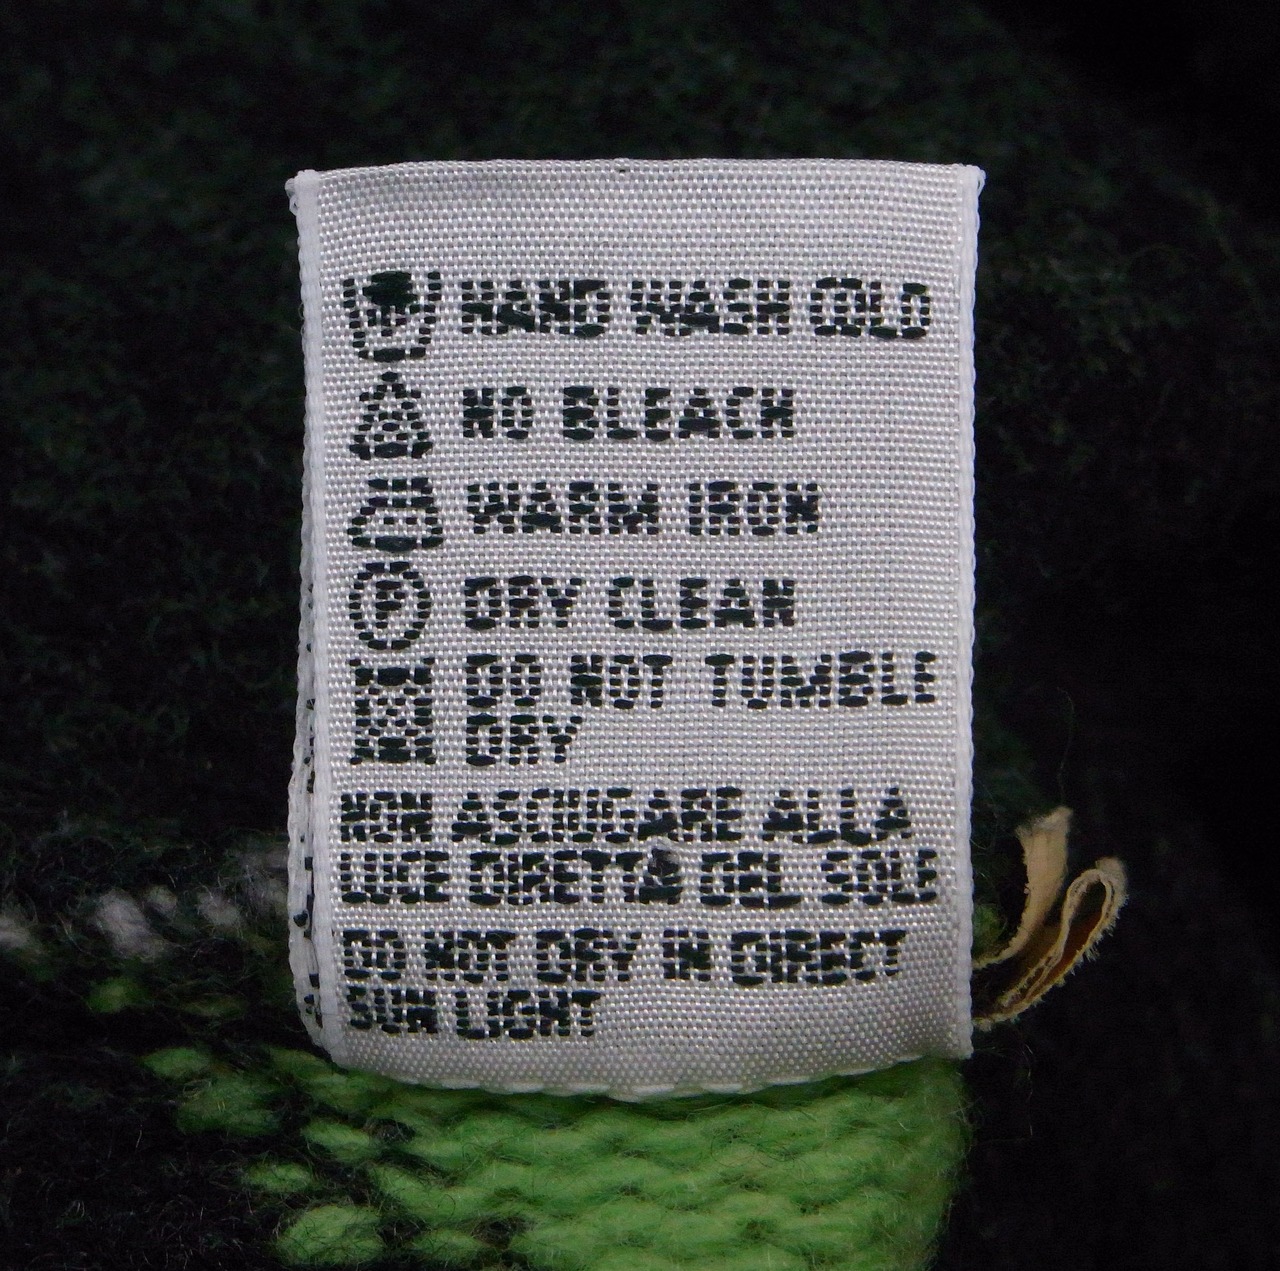 HAND WASH COLD
NO BLEACH
WARM IRON
P DRY CLEAN
DO NOT TUMBLE
DRY
NON ASCIUGARE ALLA
LUCE DIRETTA DEL SOLE
DO NOT DRY IN DIRECT
SUN LIGHT